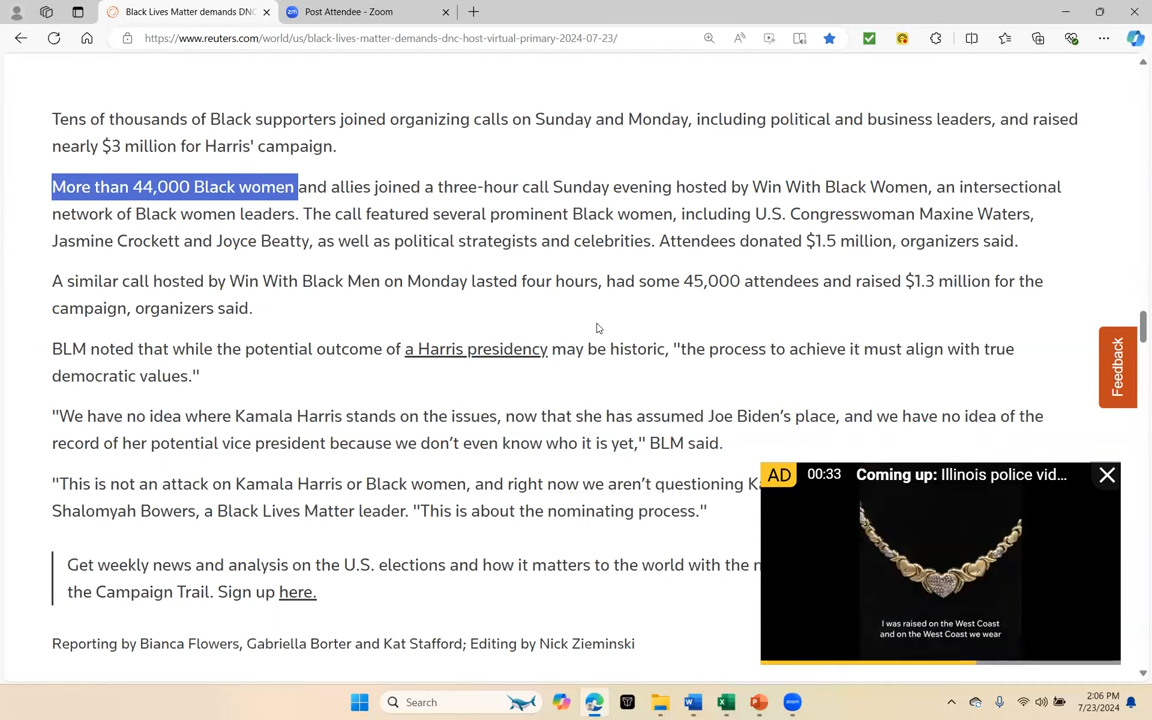 Black Lives Matter demands DNC
Post Attendee - Zoom
https://www.reuters.com/world/us/black-lives-matter-demands-dnc-host-virtual-primary-2024-07-23/
Tens of thousands of Black supporters joined organizing calls on Sunday and Monday, including political and business leaders, and raised
nearly $3 million for Harris' campaign.
More than 44,000 Black women and allies joined a three-hour call Sunday evening hosted by Win With Black Women, an intersectional
network of Black women leaders. The call featured several prominent Black women, including U.S. Congresswoman Maxine Waters,
Jasmine Crockett and Joyce Beatty, as well as political strategists and celebrities. Attendees donated $1.5 million, organizers said.
A similar call hosted by Win With Black Men on Monday lasted four hours, had some 45,000 attendees and raised $1.3 million for the
campaign, organizers said.
BLM noted that while the potential outcome of a Harris presidency may be historic, "the process to achieve it must align with true
democratic values."
"We have no idea where Kamala Harris stands on the issues, now that she has assumed Joe Biden's place, and we have no idea of the
record of her potential vice president because we don't even know who it is yet," BLM said.
"This is not an attack on Kamala Harris or Black women, and right now we aren't questioning K
Shalomyah Bowers, a Black Lives Matter leader. "This is about the nominating process."
Get weekly news and analysis on the U.S. elections and how it matters to the world with the n
the Campaign Trail. Sign up here.
Reporting by Bianca Flowers, Gabriella Borter and Kat Stafford; Editing by Nick Zieminski
Feedback
AD 00:33 Coming up: Illinois police vid...
I was raised on the West Coast
and on the West Coast we wear
Search
2:06 PM
7/23/2024